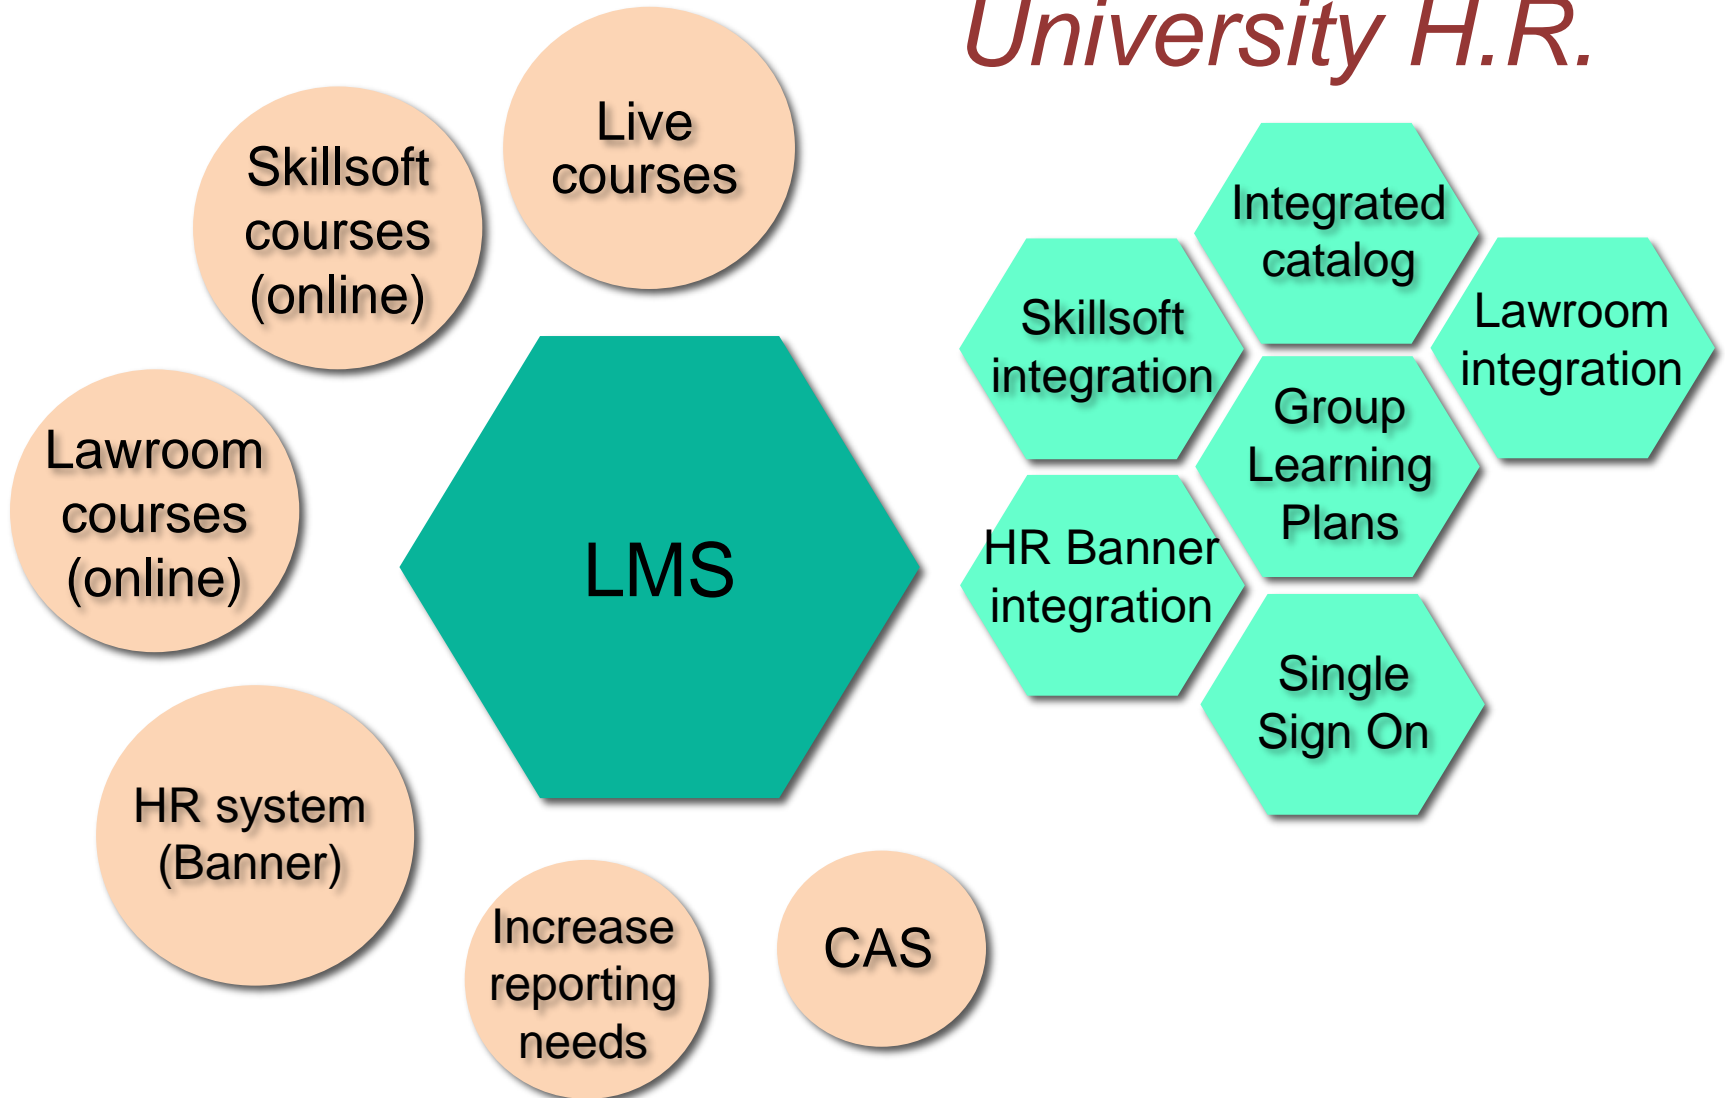 University H.R.
Live
courses
Skillsoft
courses
(online)
Lawroom
courses
(online)
LMS
HR system
(Banner)
Increase
reporting
needs
CAS
Integrated
catalog
Skillsoft
integration
Lawroom
integration
Group
Learning
Plans
HR Banner
integration
Single
Sign On